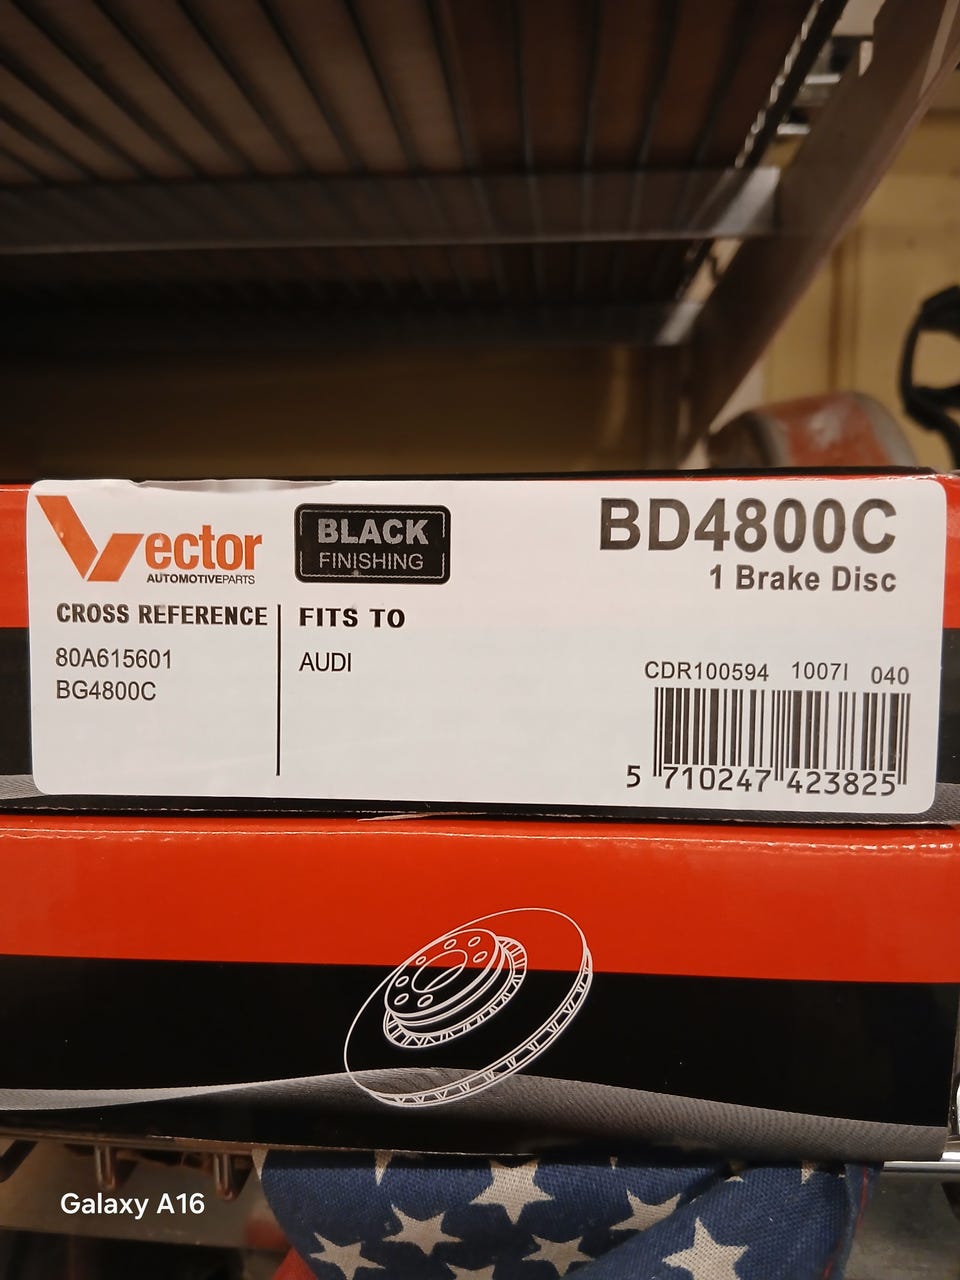 Vector
AUTOMOTIVEPARTS
BLACK
FINISHING
BD4800C
1 Brake Disc
CROSS REFERENCE
80A615601
BG4800C
FITS TO
AUDI
CDR100594 1007I 040
5 710247 423825
Galaxy A16